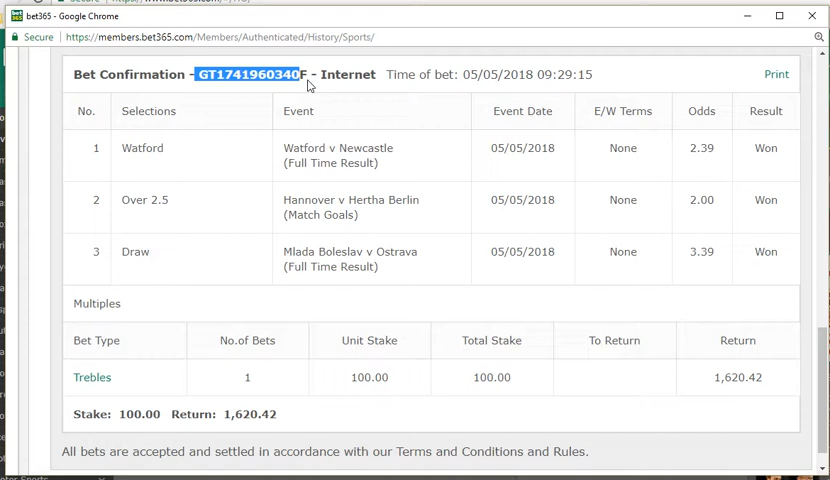 bet365 - Google Chrome
Secure https://members.bet365.com/Members/Authenticated/History/Sports/
Bet Confirmation - GT1741960340F - Internet Time of bet: 05/05/2018 09:29:15 Print
No. Selections Event Event Date E/W Terms Odds Result
1 Watford Watford v Newcastle 05/05/2018 None 2.39 Won
(Full Time Result)
2 Over 2.5 Hannover v Hertha Berlin 05/05/2018 None 2.00 Won
(Match Goals)
3 Draw Mlada Boleslav v Ostrava 05/05/2018 None 3.39 Won
(Full Time Result)
Multiples
Bet Type No.of Bets Unit Stake Total Stake To Return Return
Trebles 1 100.00 100.00 1,620.42
Stake: 100.00 Return: 1,620.42
All bets are accepted and settled in accordance with our Terms and Conditions and Rules.